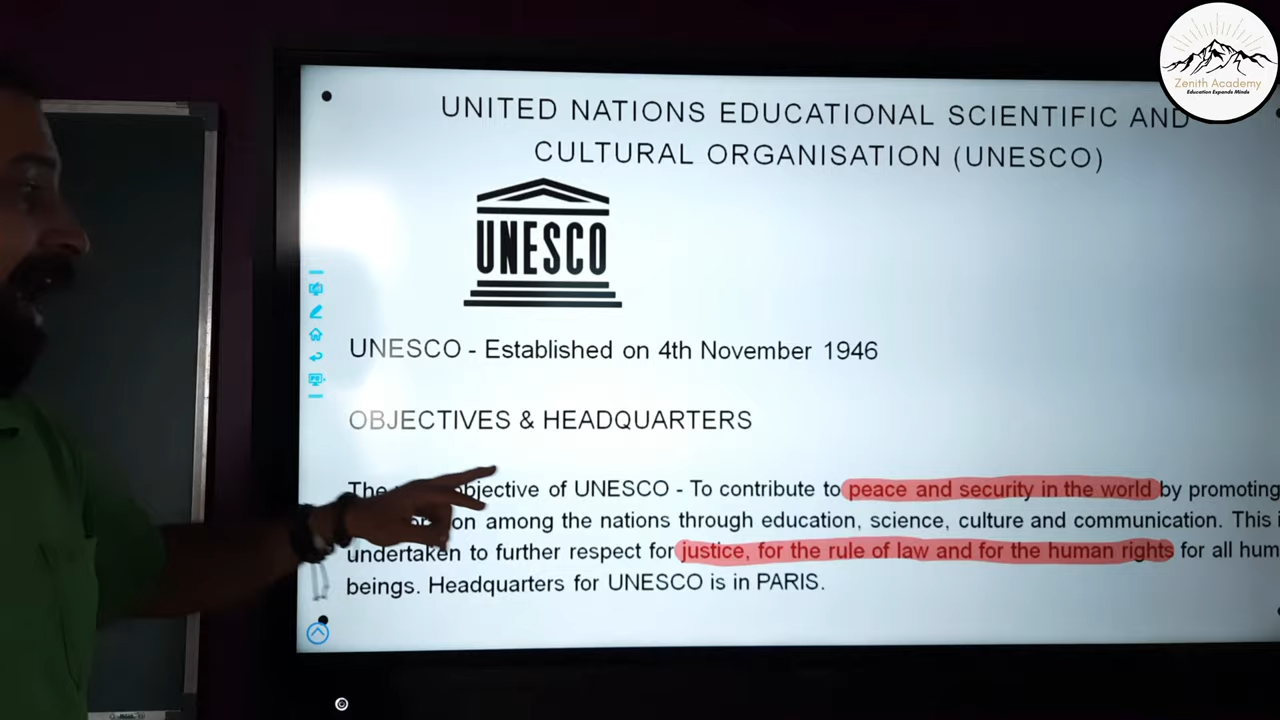 Zenith Academy
Education Expands Minds
UNITED NATIONS EDUCATIONAL SCIENTIFIC AND
CULTURAL ORGANISATION (UNESCO)
UNESCO
UNESCO - Established on 4th November 1946
OBJECTIVES & HEADQUARTERS
The objective of UNESCO - To contribute to peace and security in the world by promoting
on among the nations through education, science, culture and communication. This
undertaken to further respect for justice, for the rule of law and for the human rights for all
beings. Headquarters for UNESCO is in PARIS.